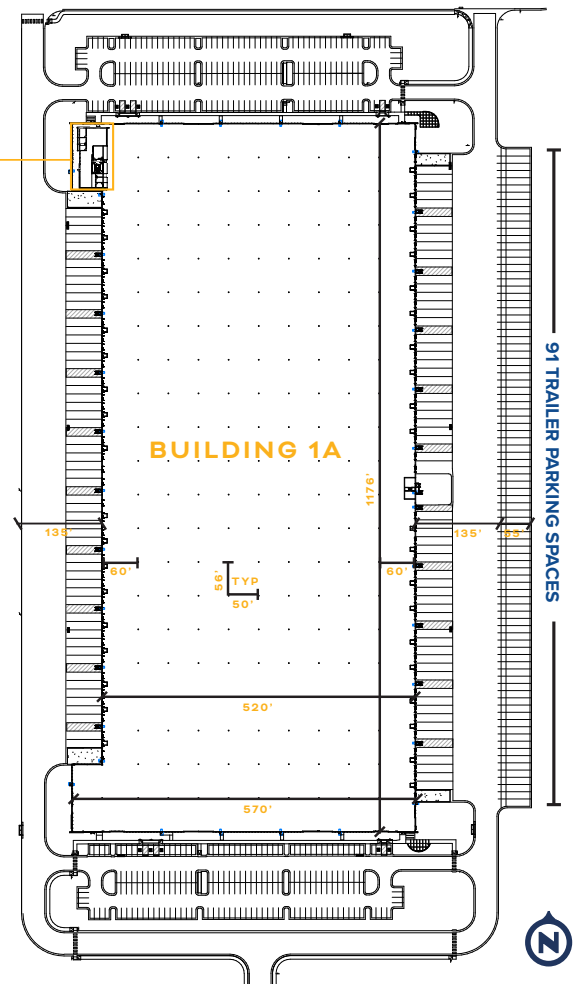 BUILDING 1A
1176'
91 TRAILER PARKING SPACES
135'
135'
55'
60'
56'
TYP
50'
60'
520'
570'
N